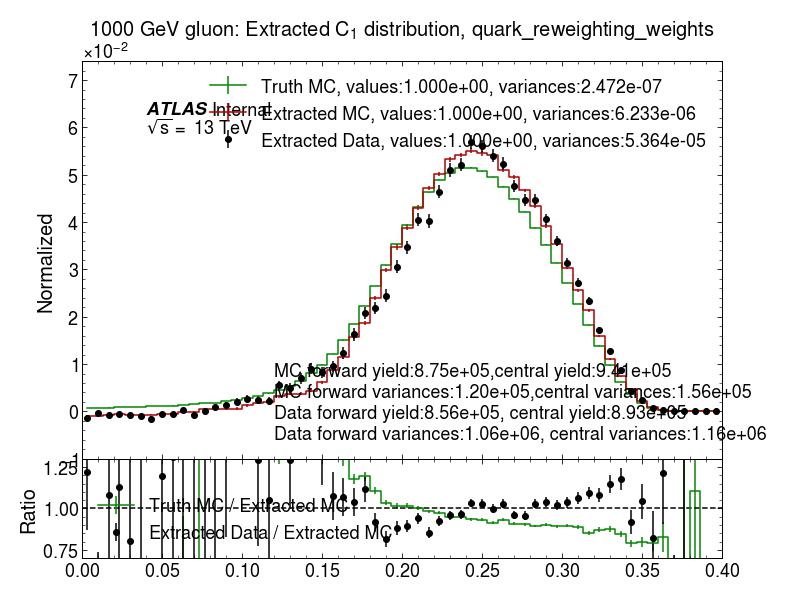 1000 GeV gluon: Extracted C₁ distribution, quark_reweighting_weights
×10⁻²
Truth MC, values:1.000e+00, variances:2.472e-07
ATLAS Internal
Extracted MC, values:1.000e+00, variances:6.233e-06
√s = 13 TeV
Extracted Data, values:1.000e+00, variances:5.364e-05
7
6
5
4
3
2
1
0
Normalized
MC forward yield:8.75e+05,central yield:9.41e+05
MC forward variances:1.20e+05,central variances:1.56e+05
Data forward yield:8.56e+05, central yield:8.93e+05
Data forward variances:1.06e+06, central variances:1.16e+06
1.25
1.00
0.75
Ratio
Truth MC / Extracted MC
Extracted Data / Extracted MC
0.00 0.05 0.10 0.15 0.20 0.25 0.30 0.35 0.40